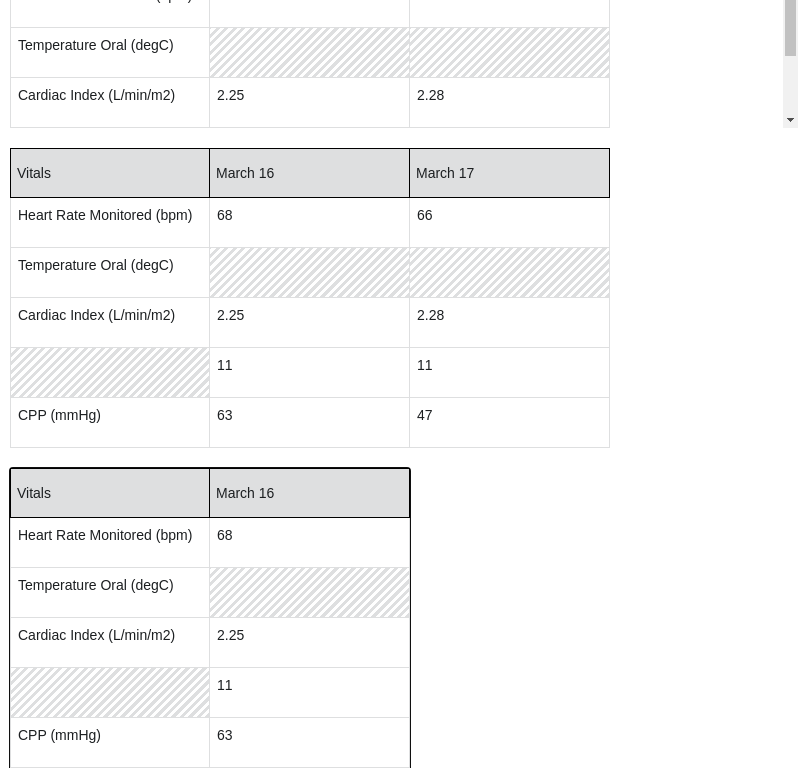 Temperature Oral (degC)
Cardiac Index (L/min/m2) 2.25 2.28
Vitals March 16 March 17
Heart Rate Monitored (bpm) 68 66
Temperature Oral (degC)
Cardiac Index (L/min/m2) 2.25 2.28
11 11
CPP (mmHg) 63 47
Vitals March 16
Heart Rate Monitored (bpm) 68
Temperature Oral (degC)
Cardiac Index (L/min/m2) 2.25
11
CPP (mmHg) 63